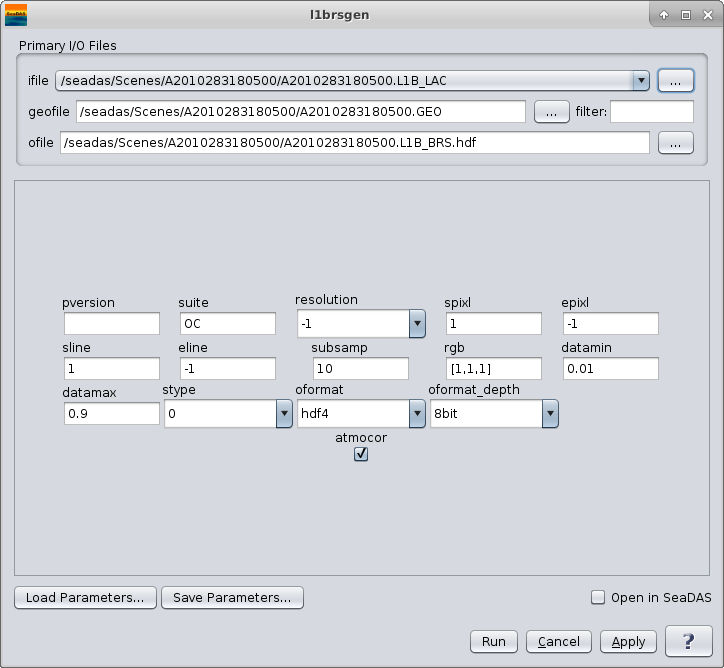 SeaDAS
l1brsgen
Primary I/O Files
ifile /seadas/Scenes/A2010283180500/A2010283180500.L1B_LAC ...
geofile /seadas/Scenes/A2010283180500/A2010283180500.GEO ... filter:
ofile /seadas/Scenes/A2010283180500/A2010283180500.L1B_BRS.hdf ...
pversion suite resolution spixl epixl
OC -1 1 -1
sline eline subsamp rgb datamin
1 -1 10 [1,1,1] 0.01
datamax stype oformat oformat_depth
0.9 0 hdf4 8bit
atmocor
Load Parameters... Save Parameters... Open in SeaDAS
Run Cancel Apply ?